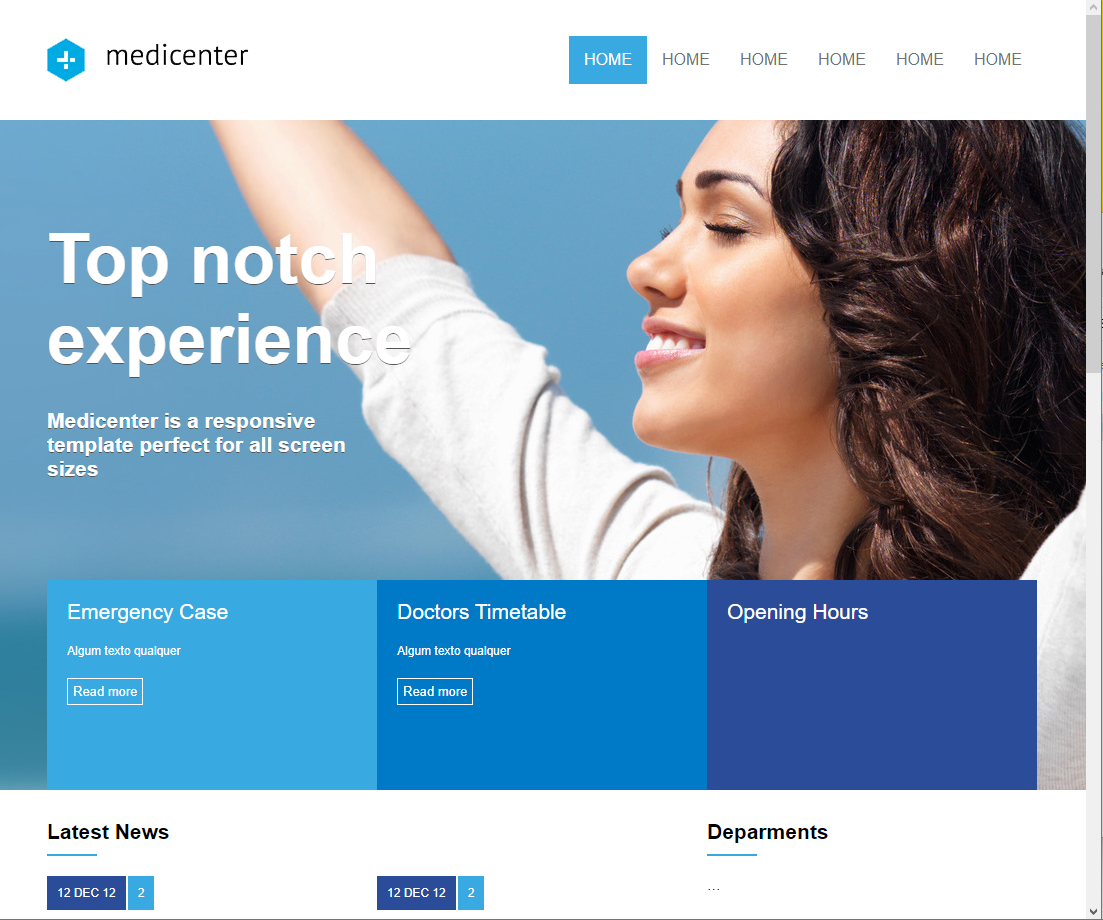 medicenter
HOME HOME HOME HOME HOME HOME
Top notch
experience
Medicenter is a responsive
template perfect for all screen
sizes
Emergency Case
Algum texto qualquer
Read more
Doctors Timetable
Algum texto qualquer
Read more
Opening Hours
Latest News
12 DEC 12 2
12 DEC 12 2
Deparments
...